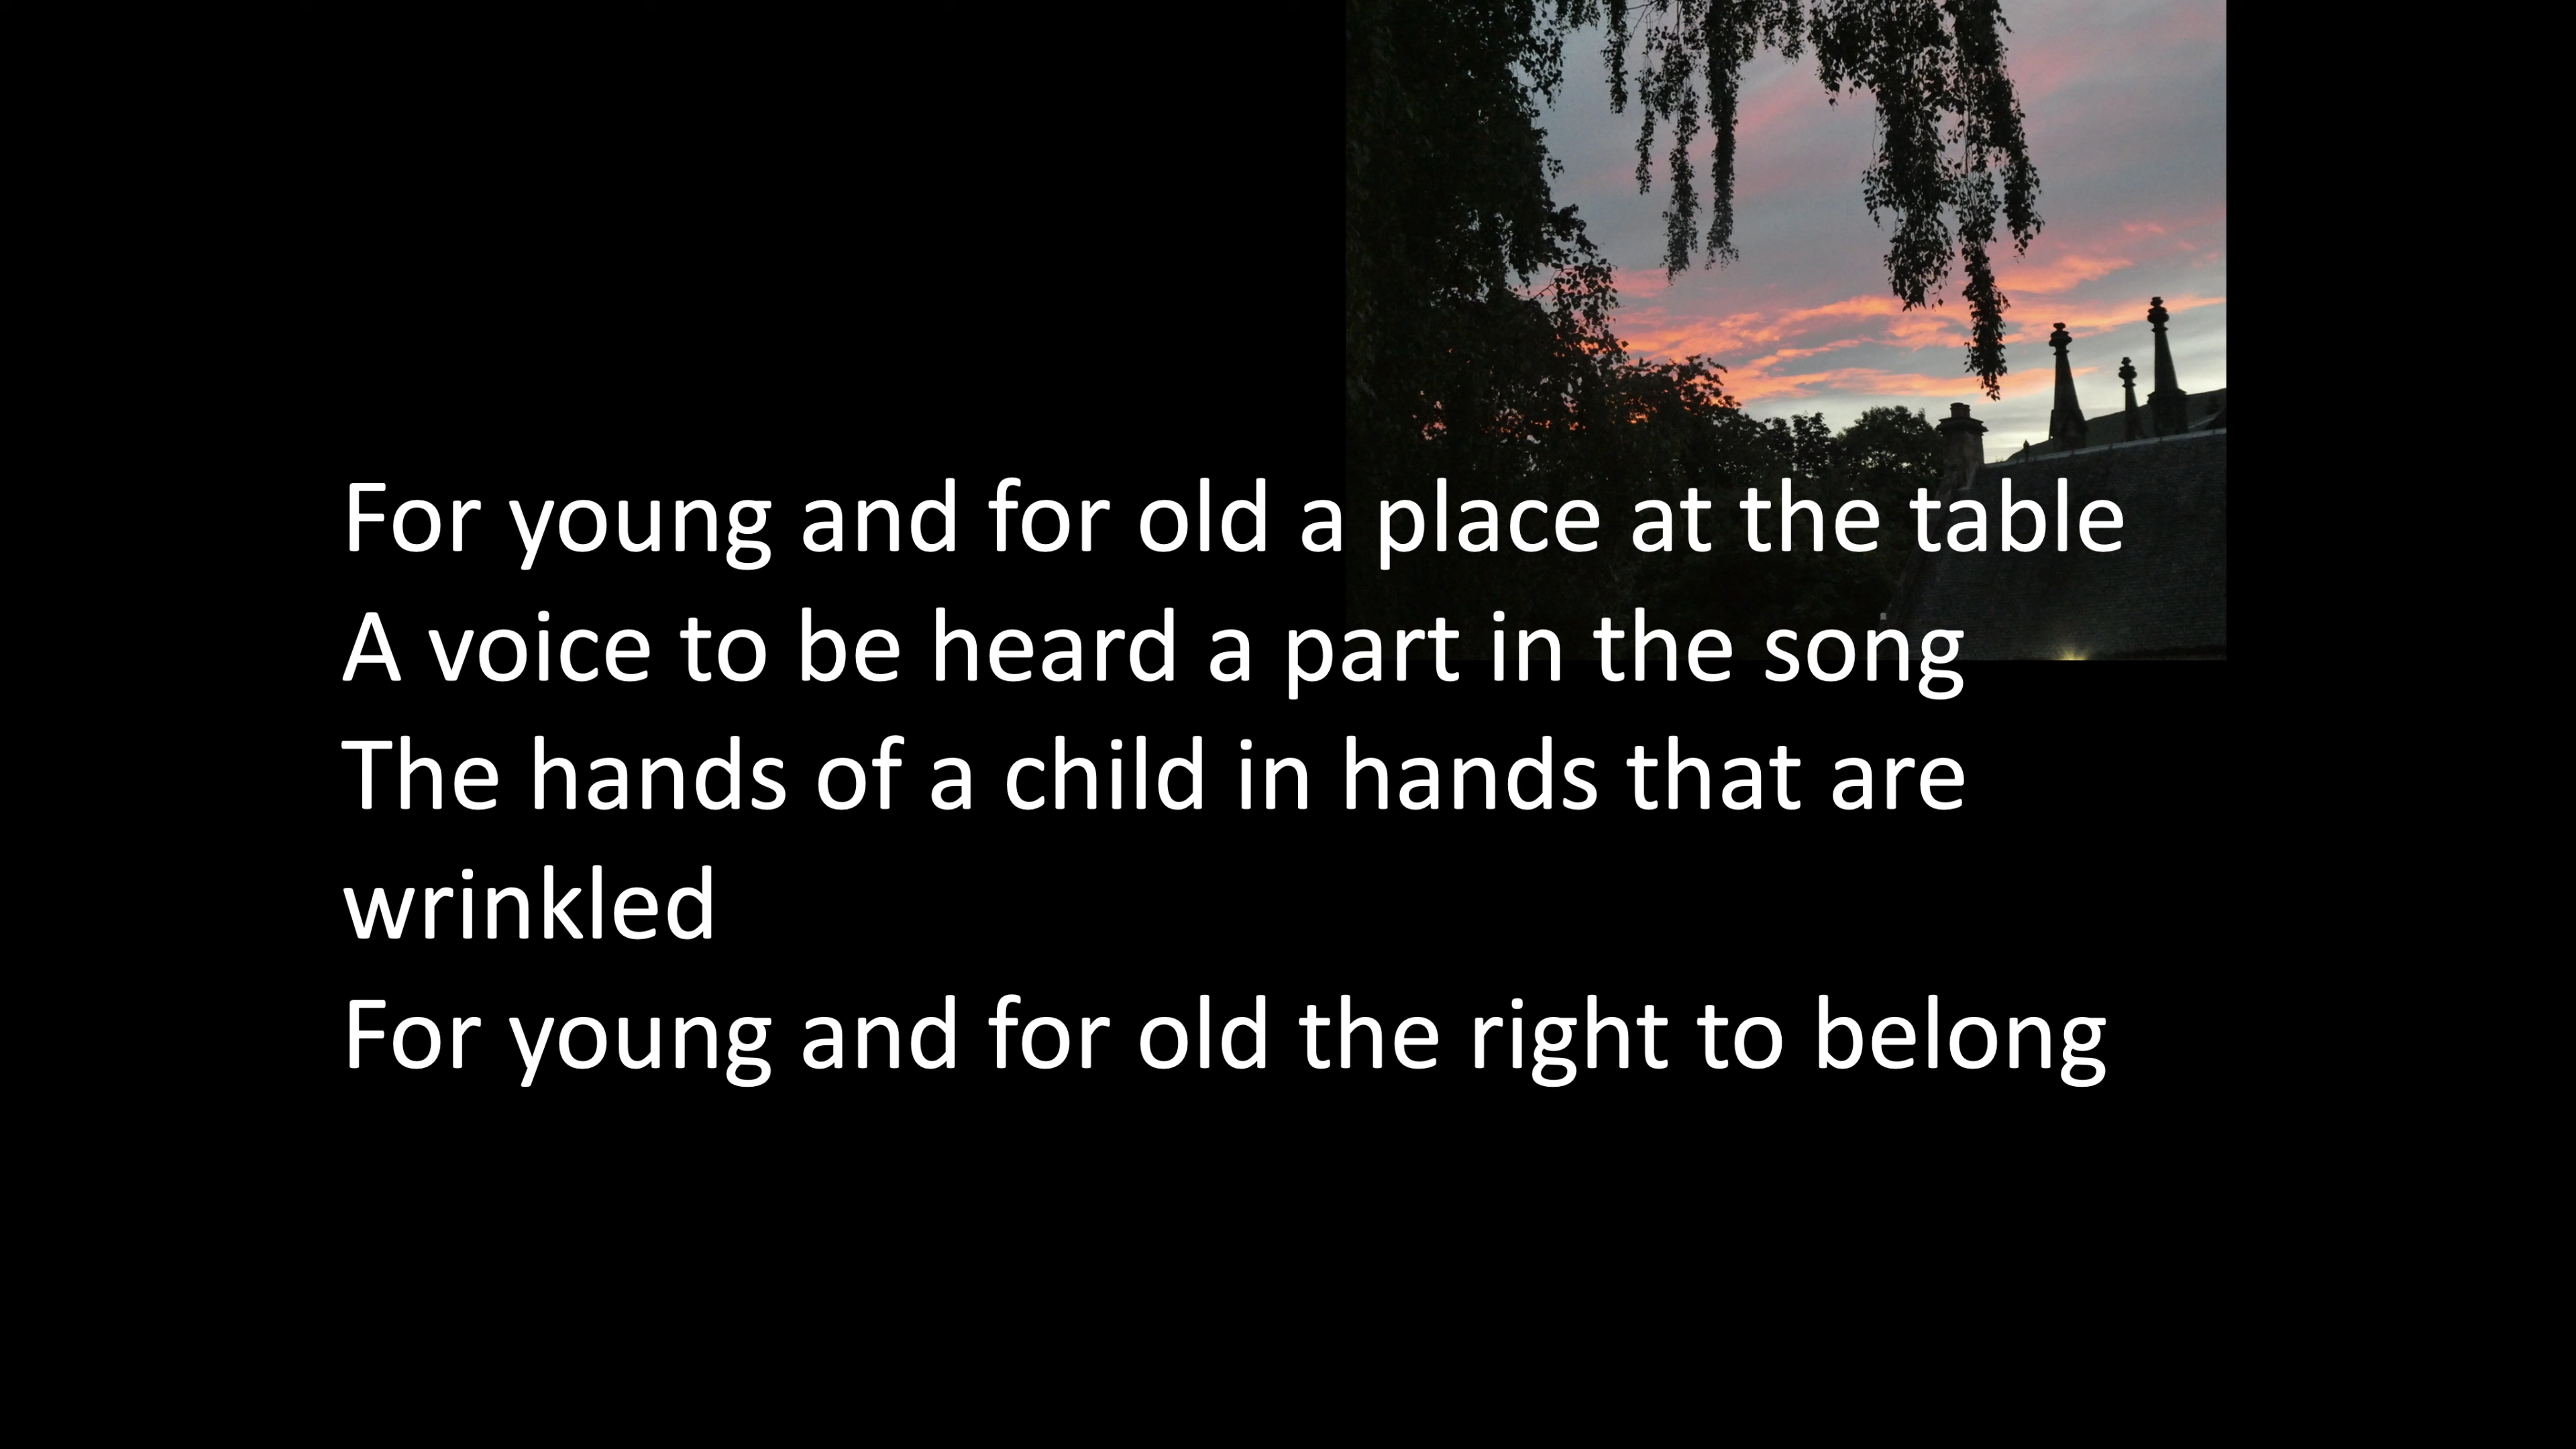 For young and for old a place at the table
A voice to be heard a part in the song
The hands of a child in hands that are
wrinkled
For young and for old the right to belong